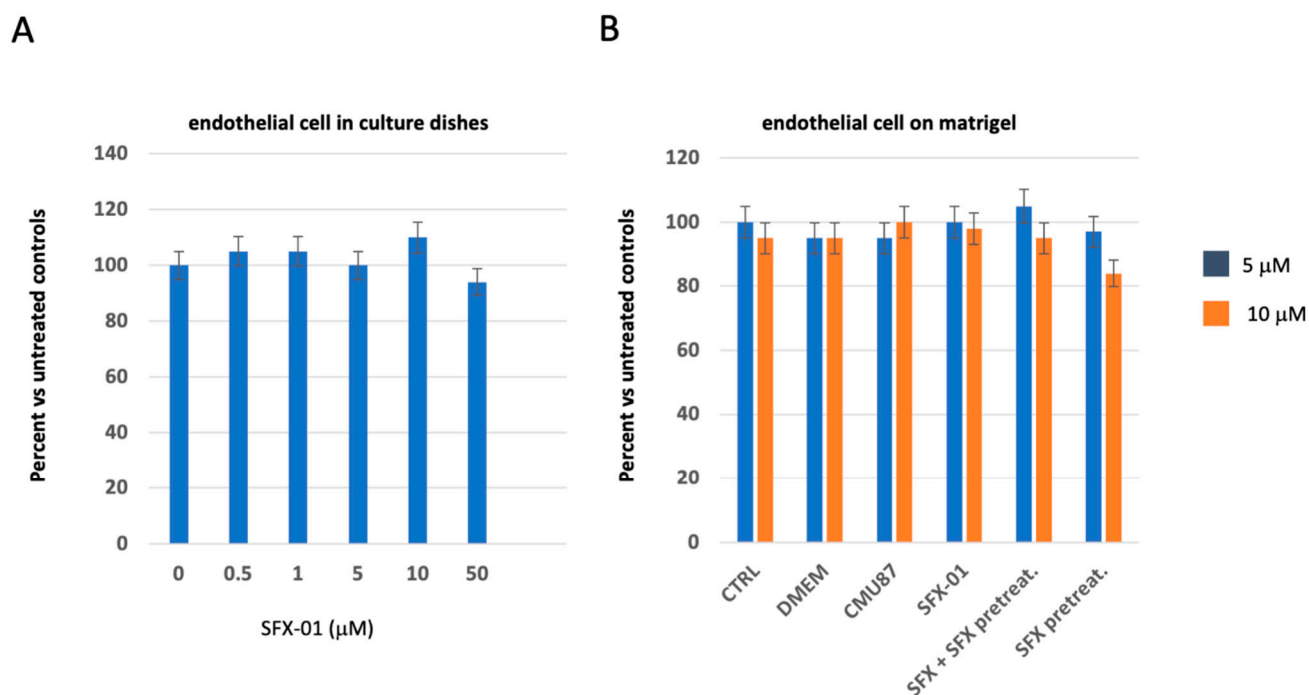 A
B
endothelial cell in culture dishes
endothelial cell on matrigel
Percent vs untreated controls
140
120
100
80
60
40
20
0
0 0.5 1 5 10 50
SFX-01 (μM)
Percent vs untreated controls
120
100
80
60
40
20
0
CTRL
DMEM
CMU87
SFX-01
SFX + SFX pretreat.
SFX pretreat.
5 μM
10 μM